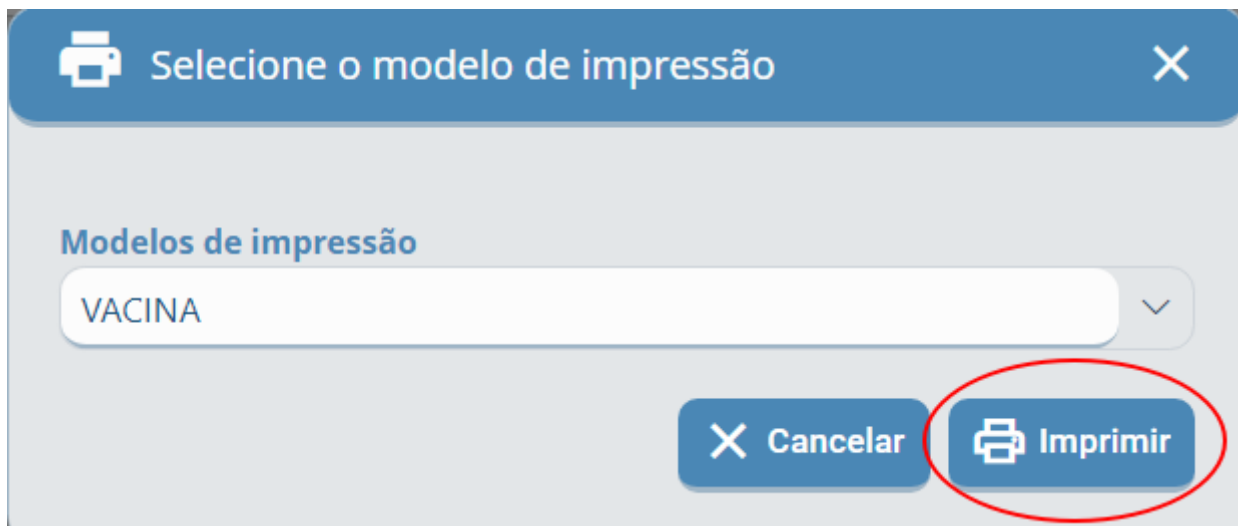 Selecione o modelo de impressão
Modelos de impressão
VACINA
Cancelar Imprimir